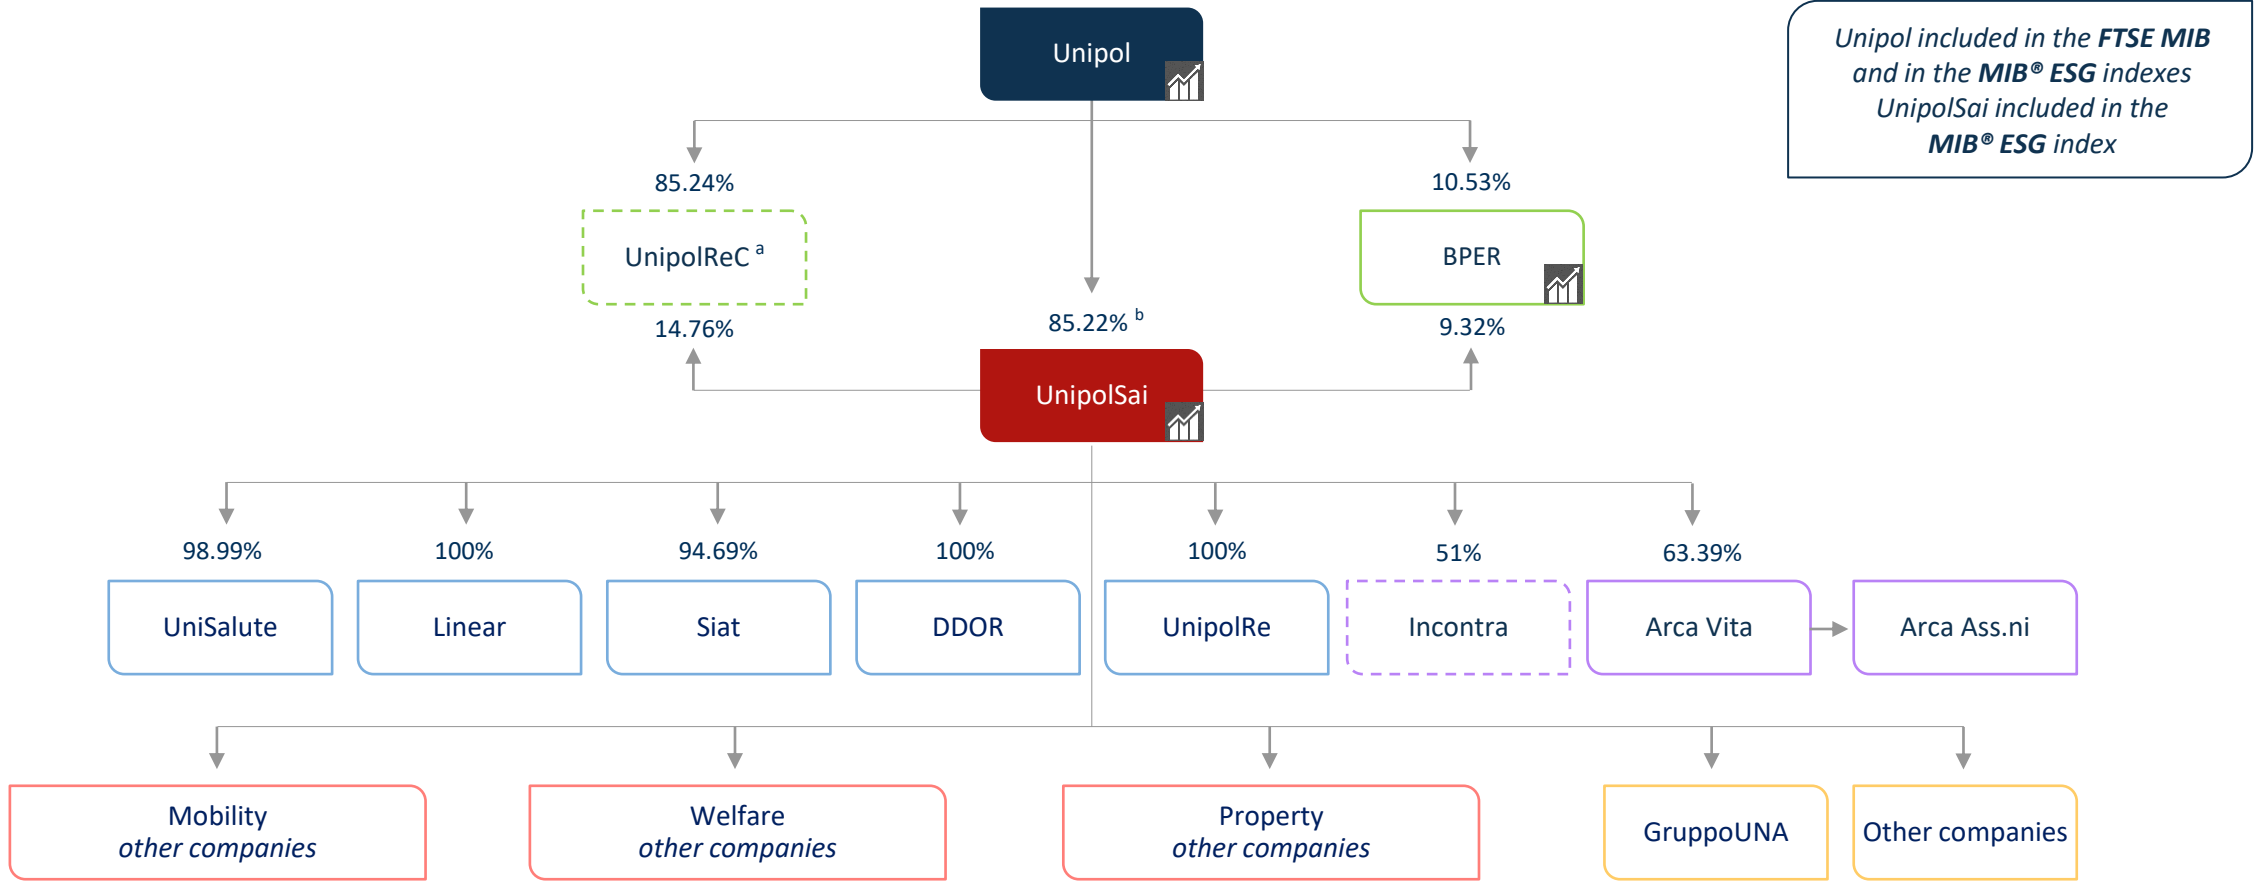 Unipol
Unipol included in the FTSE MIB
and in the MIB® ESG indexes
UnipolSai included in the
MIB® ESG index
85.24%
10.53%
UnipolReC a
BPER
14.76%
85.22% b
9.32%
UnipolSai
98.99%
100%
94.69%
100%
100%
51%
63.39%
UniSalute
Linear
Siat
DDOR
UnipolRe
Incontra
Arca Vita
Arca Ass.ni
Mobility
other companies
Welfare
other companies
Property
other companies
GruppoUNA
Other companies